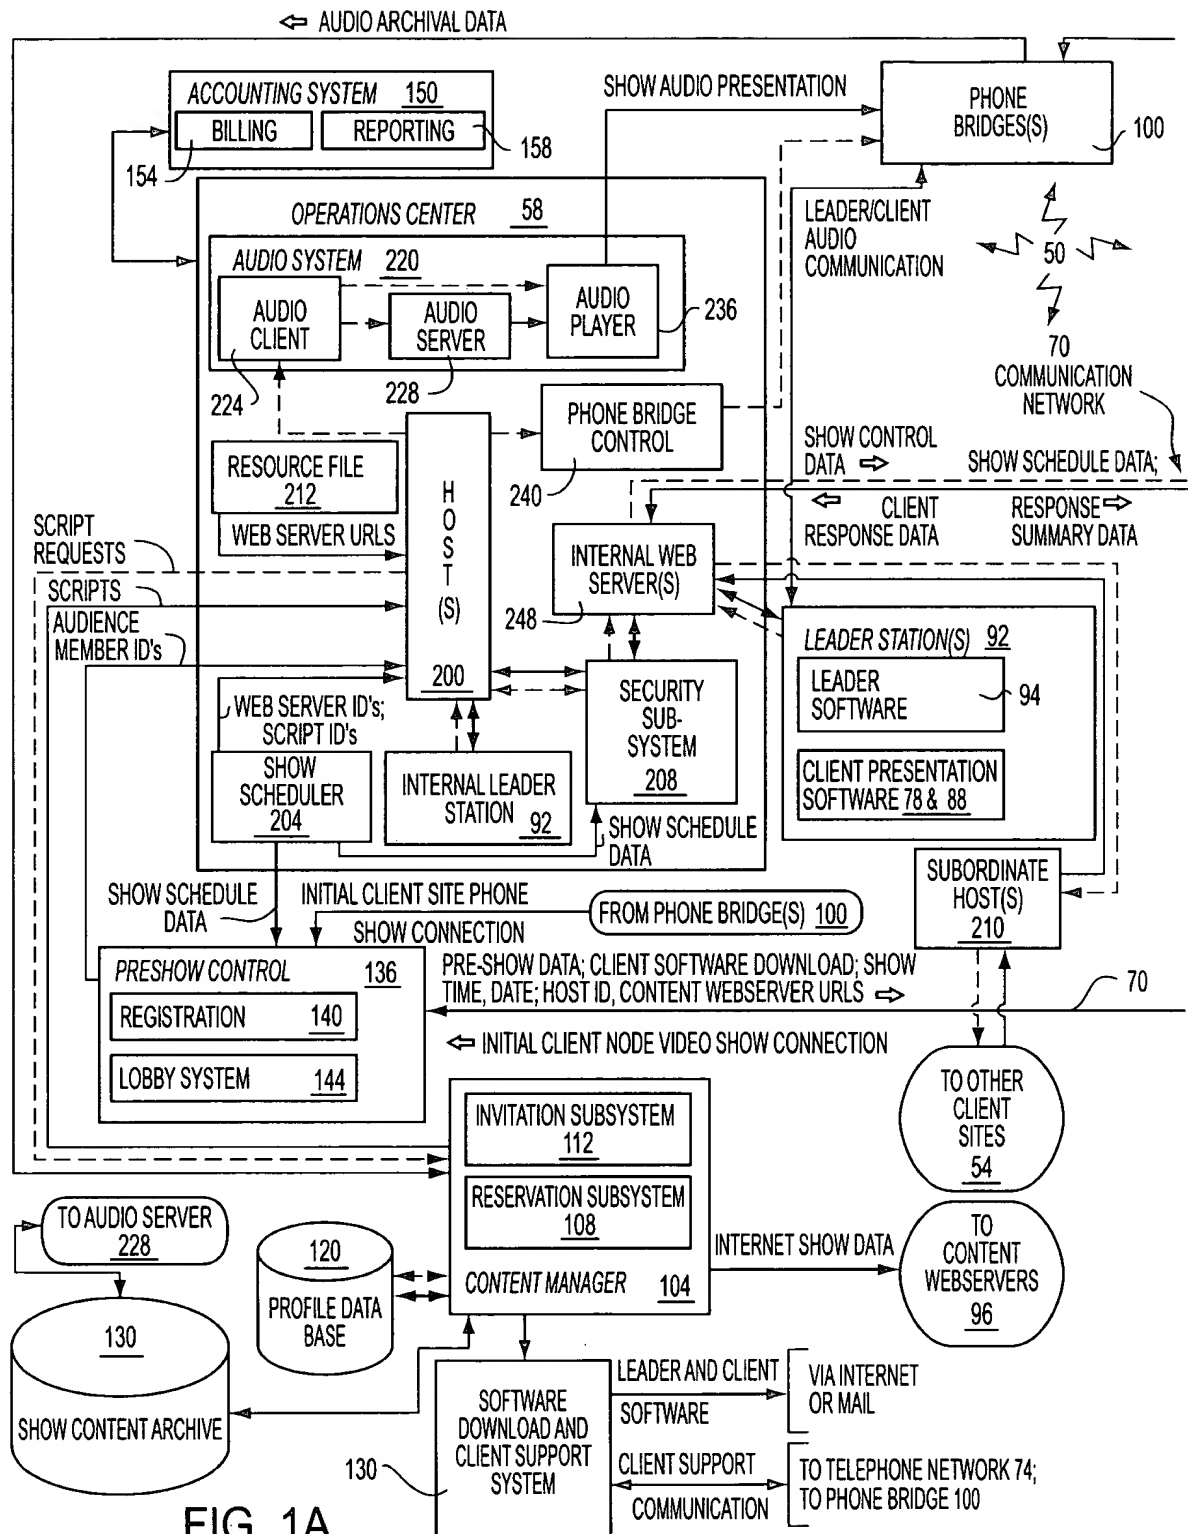 ⇦ AUDIO ARCHIVAL DATA
ACCOUNTING SYSTEM 150
BILLING
REPORTING
154
158
SHOW AUDIO PRESENTATION
PHONE
BRIDGES(S)
100
OPERATIONS CENTER 58
LEADER/CLIENT
AUDIO
COMMUNICATION
50
AUDIO SYSTEM 220
AUDIO
CLIENT
AUDIO
SERVER
AUDIO
PLAYER
236
224
228
70
COMMUNICATION
NETWORK
PHONE BRIDGE
CONTROL
240
RESOURCE FILE
212
HOST(S)
200
SHOW CONTROL
DATA ⇨
SHOW SCHEDULE DATA;
⇦ CLIENT
RESPONSE DATA
RESPONSE⇨
SUMMARY DATA
SCRIPT
REQUESTS
WEB SERVER URLS
INTERNAL WEB
SERVER(S)
248
SCRIPTS
AUDIENCE
MEMBER ID's
LEADER STATION(S) 92
LEADER
SOFTWARE
94
CLIENT PRESENTATION
SOFTWARE 78 & 88
SECURITY
SUB-
SYSTEM
208
WEB SERVER ID's;
SCRIPT ID's
SHOW
SCHEDULER
204
INTERNAL LEADER
STATION 92
SHOW SCHEDULE
DATA
SUBORDINATE
HOST(S)
210
SHOW SCHEDULE
DATA
INITIAL CLIENT SITE PHONE
SHOW CONNECTION
FROM PHONE BRIDGE(S) 100
PRESHOW CONTROL 136
REGISTRATION 140
LOBBY SYSTEM 144
PRE-SHOW DATA; CLIENT SOFTWARE DOWNLOAD; SHOW
TIME, DATE; HOST ID, CONTENT WEBSERVER URLS ⇨
70
⇦ INITIAL CLIENT NODE VIDEO SHOW CONNECTION
TO OTHER
CLIENT
SITES
54
INVITATION SUBSYSTEM
112
RESERVATION SUBSYSTEM
108
CONTENT MANAGER 104
INTERNET SHOW DATA
TO
CONTENT
WEBSERVERS
96
TO AUDIO SERVER
228
120
PROFILE DATA
BASE
130
SHOW CONTENT ARCHIVE
SOFTWARE
DOWNLOAD AND
CLIENT SUPPORT
SYSTEM
130
LEADER AND CLIENT
SOFTWARE
VIA INTERNET
OR MAIL
CLIENT SUPPORT
COMMUNICATION
TO TELEPHONE NETWORK 74;
TO PHONE BRIDGE 100
FIG. 1A